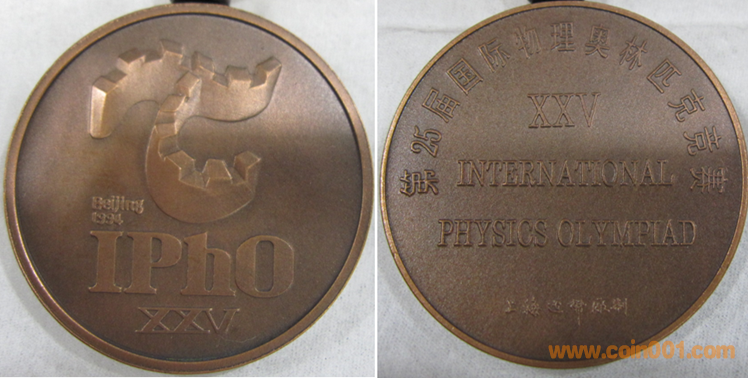 Beijing
1994
IPhO
XXV
第25届国际物理奥林匹克竞赛
XXV
INTERNATIONAL
PHYSICS OLYMPIAD
www.coin001.com